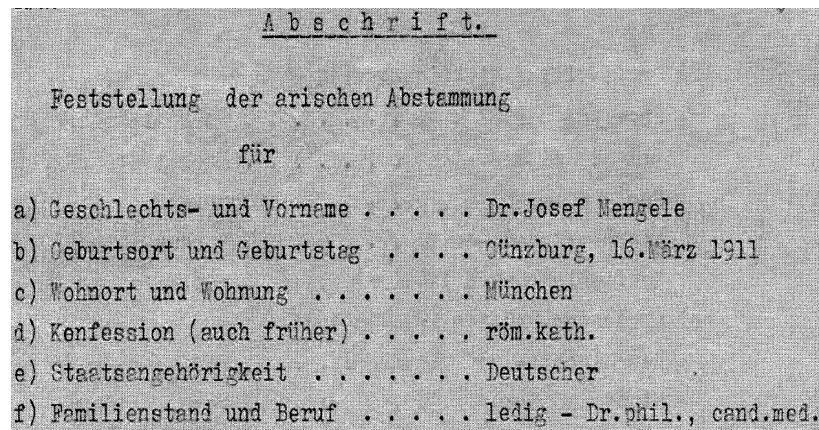 A b s c h r i f t.
Feststellung der arischen Abstammung
für
a) Geschlechts- und Vorname . . . . . Dr.Josef Mengele
b) Geburtsort und Geburtstag . . . . Günzburg, 16.März 1911
c) Wohnort und Wohnung . . . . . . . München
d) Konfession (auch früher) . . . . . röm.kath.
e) Staatsangehörigkeit . . . . . . . Deutscher
f) Familienstand und Beruf . . . . . ledig - Dr.phil., cand.med.